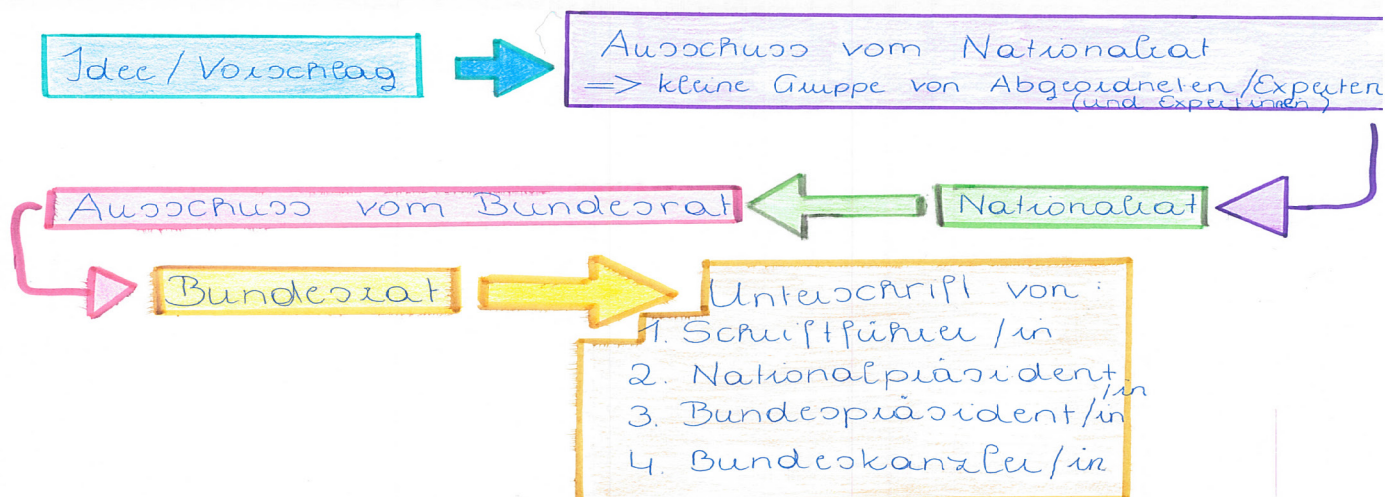 Idee / Vorschlag
Ausschuss vom Nationalrat
=> kleine Gruppe von Abgeordneten/Experten
(und Expertinnen)
Nationalrat
Ausschuss vom Bundesrat
Bundesrat
Unterschrift von:
1. Schriftführer/in
2. Nationalpräsident
/in
3. Bundespräsident/in
4. Bundeskanzler/in